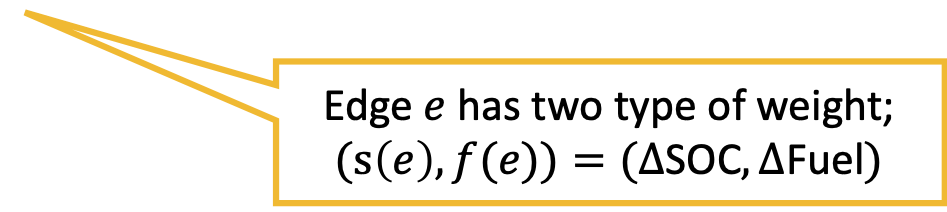 Edge e has two type of weight;
(s(e), f(e)) = (ΔSOC, ΔFuel)